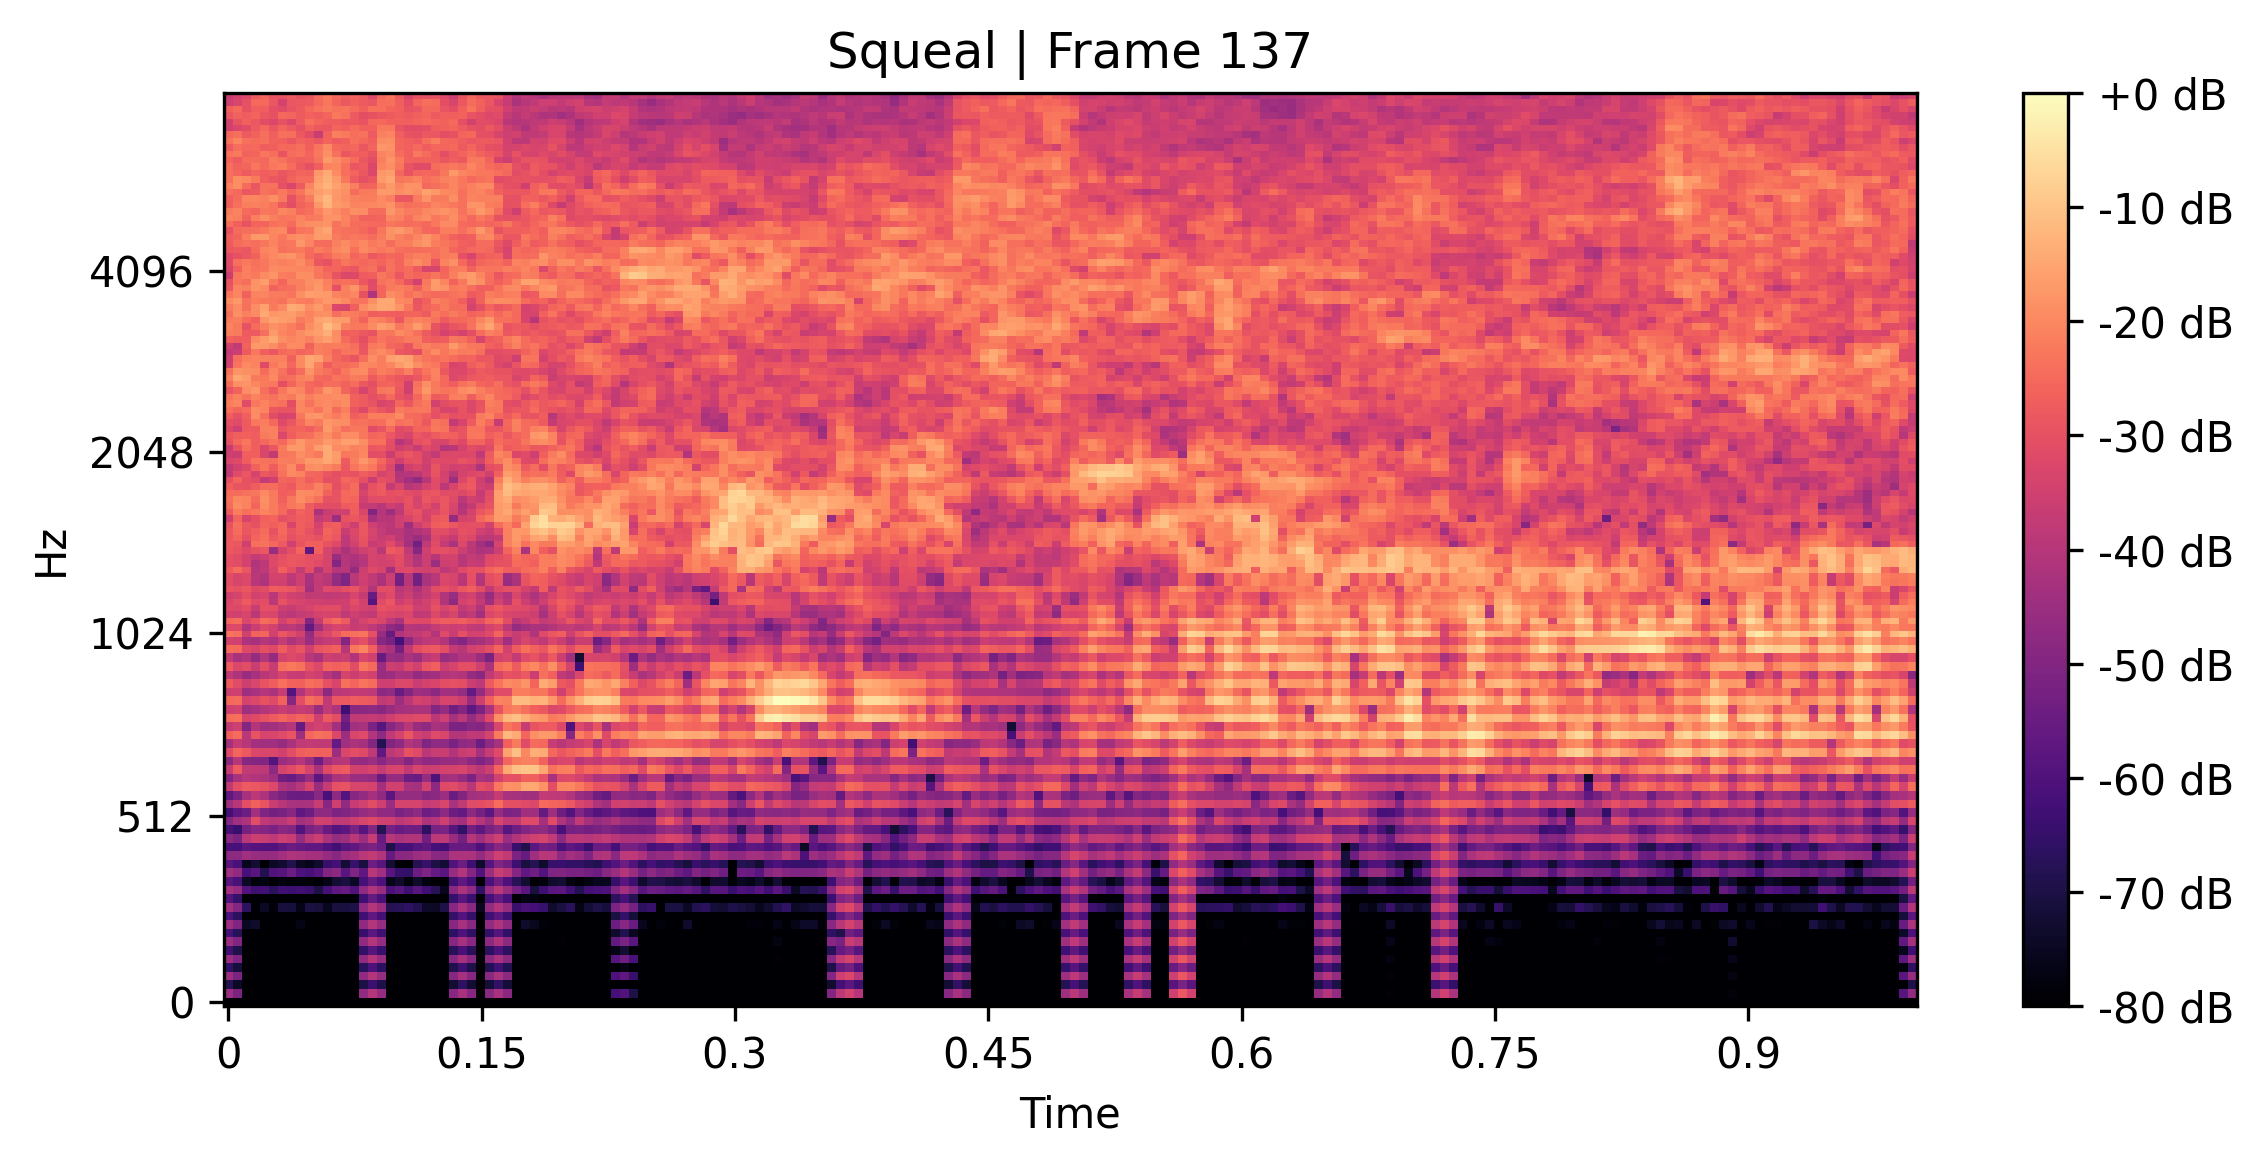 Squeal | Frame 137
+0 dB
-10 dB
-20 dB
-30 dB
-40 dB
-50 dB
-60 dB
-70 dB
-80 dB
Hz
4096
2048
1024
512
0
0 0.15 0.3 0.45 0.6 0.75 0.9
Time